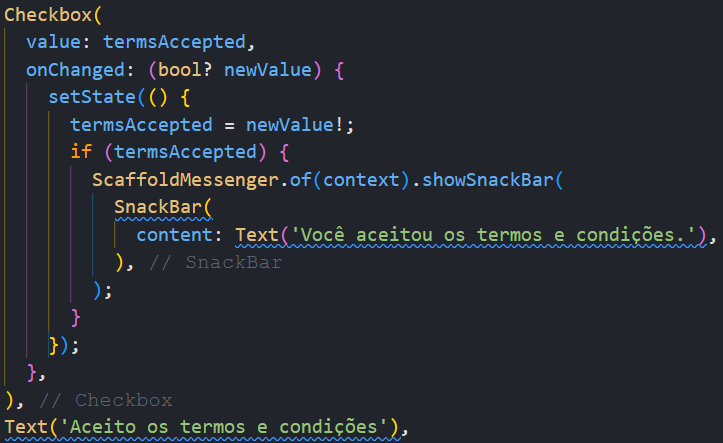 Checkbox(
  value: termsAccepted,
  onChanged: (bool? newValue) {
    setState(() {
      termsAccepted = newValue!;
      if (termsAccepted) {
        ScaffoldMessenger.of(context).showSnackBar(
          SnackBar(
            content: Text('Você aceitou os termos e condições.'),
          ), // SnackBar
        );
      }
    });
  },
), // Checkbox
Text('Aceito os termos e condições'),